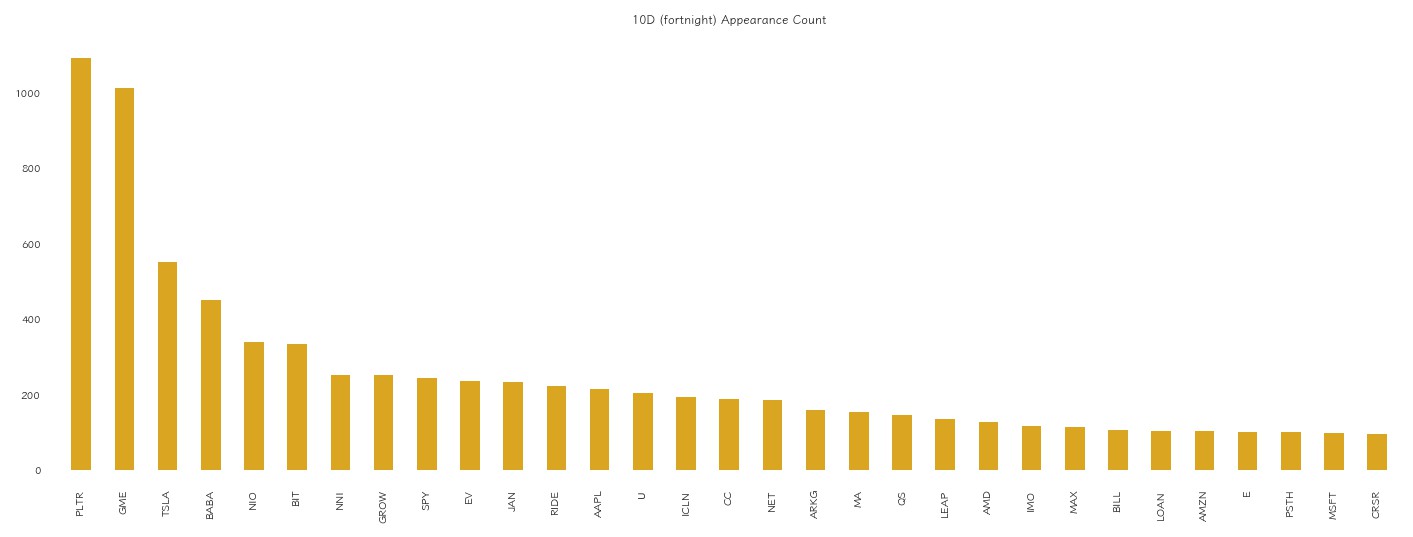 10D (fortnight) Appearance Count
1000
800
600
400
200
0
PLTR
GME
TSLA
BABA
NIO
BIT
NNI
GROW
SPY
EV
JAN
RIDE
AAPL
U
ICLN
CC
NET
ARKG
MA
QS
LEAP
AMD
IMO
MAX
BILL
LOAN
AMZN
E
PSTH
MSFT
CRSR